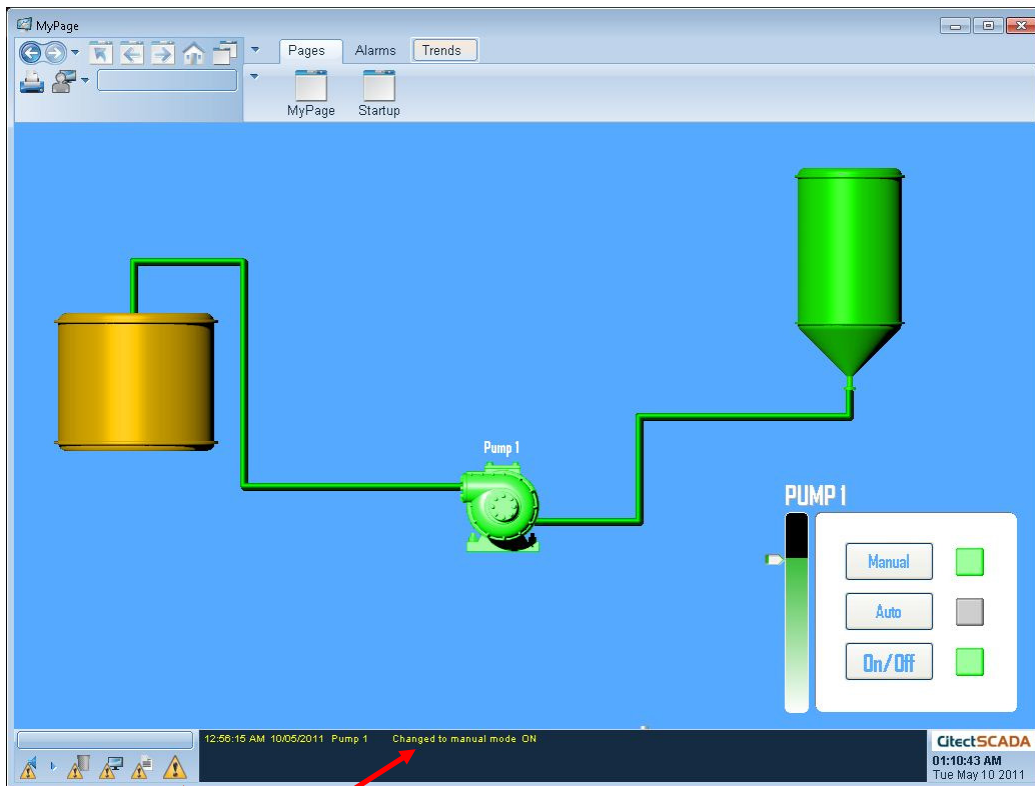 MyPage
Pages Alarms Trends
MyPage Startup
Pump 1
PUMP 1
Manual
Auto
On/Off
12:56:15 AM 10/05/2011 Pump 1 Changed to manual mode ON
CitectSCADA
01:10:43 AM
Tue May 10 2011